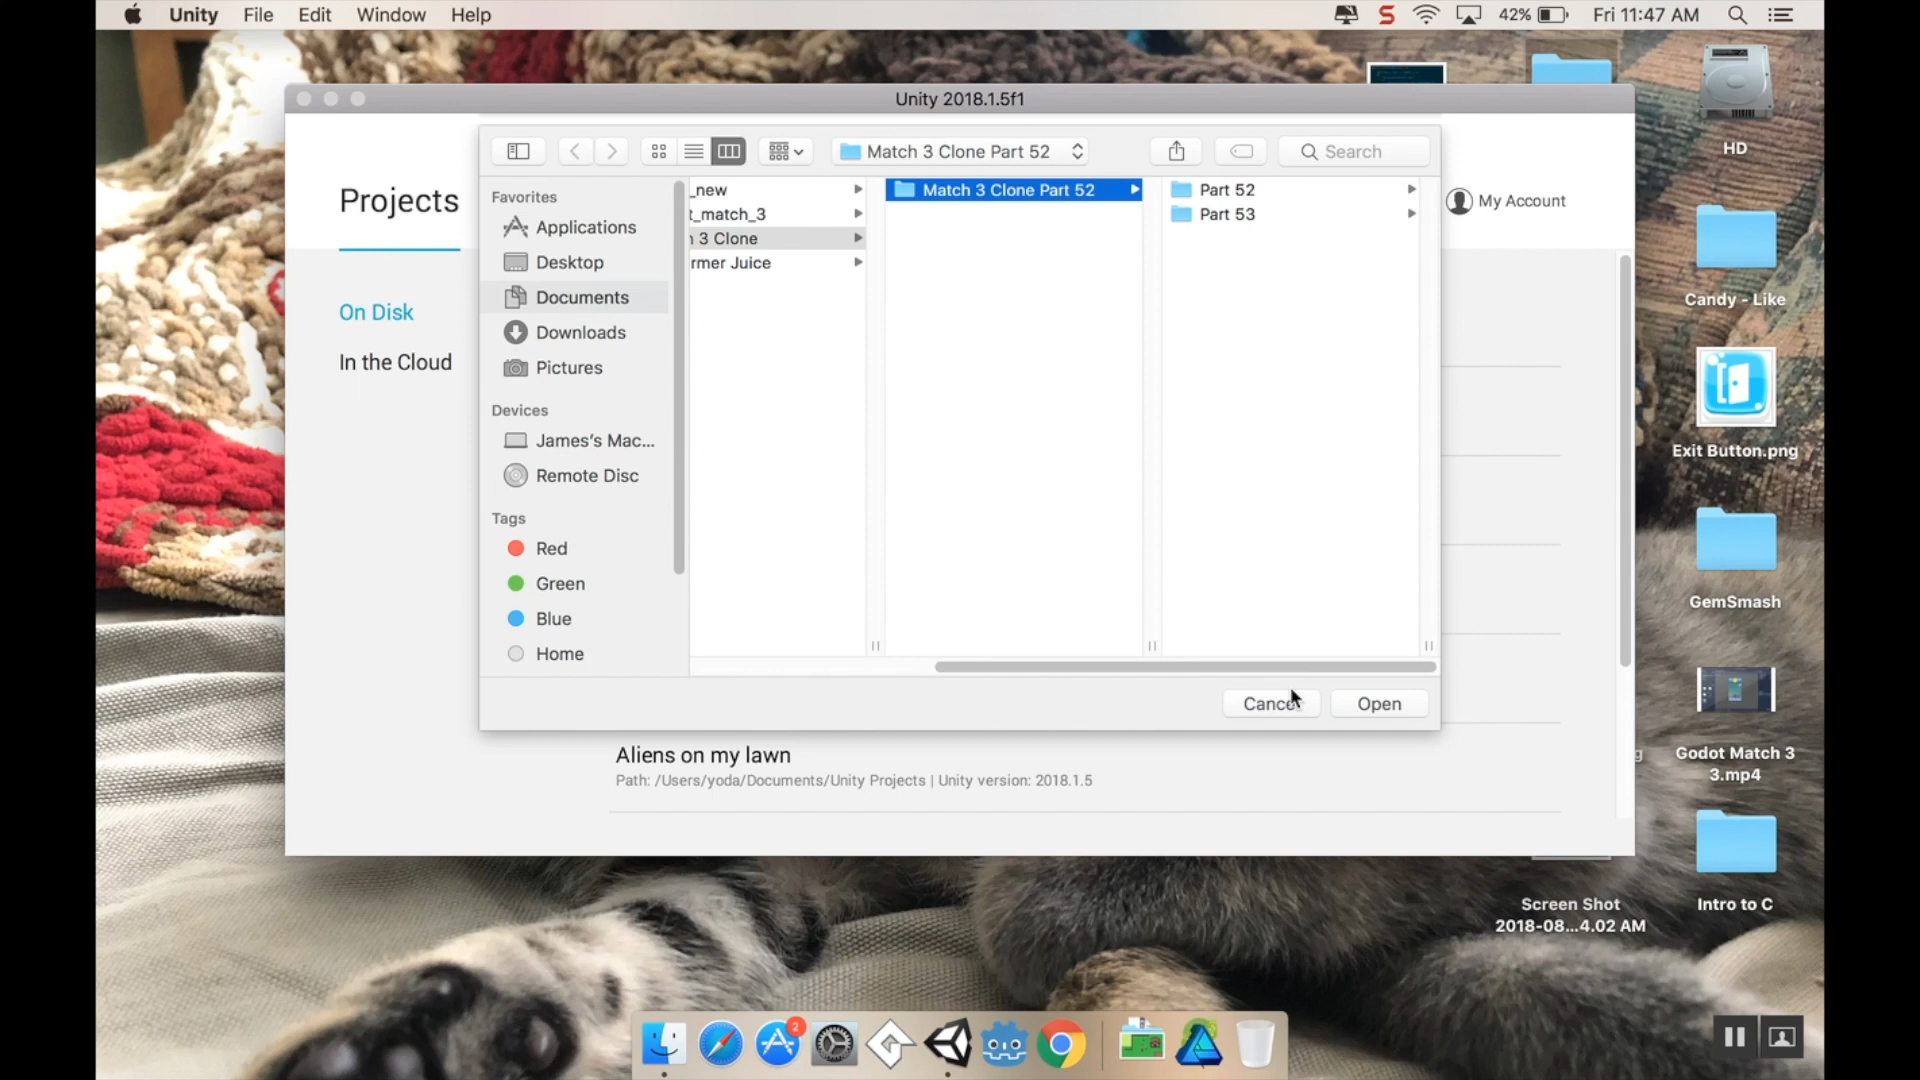 Unity File Edit Window Help
S 42% Fri 11:47 AM
Unity 2018.1.5f1
Match 3 Clone Part 52
Search
Projects
My Account
On Disk
In the Cloud
Favorites
Applications
Desktop
Documents
Downloads
Pictures
Devices
James's Mac...
Remote Disc
Tags
Red
Green
Blue
Home
_new
t_match_3
3 Clone
rmer Juice
Match 3 Clone Part 52
Part 52
Part 53
Cancel Open
Aliens on my lawn
Path: /Users/yoda/Documents/Unity Projects | Unity version: 2018.1.5
HD
Candy - Like
Exit Button.png
GemSmash
Godot Match 3
3.mp4
Intro to C
Screen Shot
2018-08...4.02 AM
2